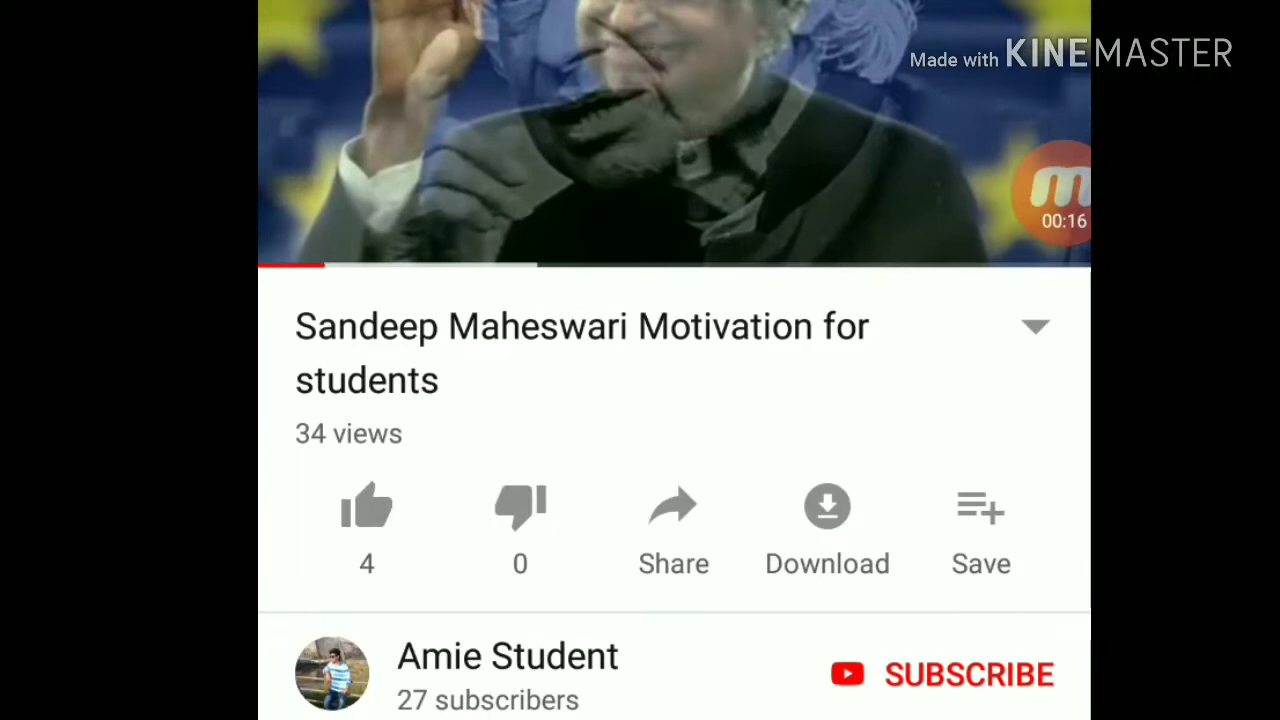 Made with KINEMASTER
m
00:16
Sandeep Maheswari Motivation for
students
34 views
4
0
Share
Download
Save
Amie Student
27 subscribers
SUBSCRIBE